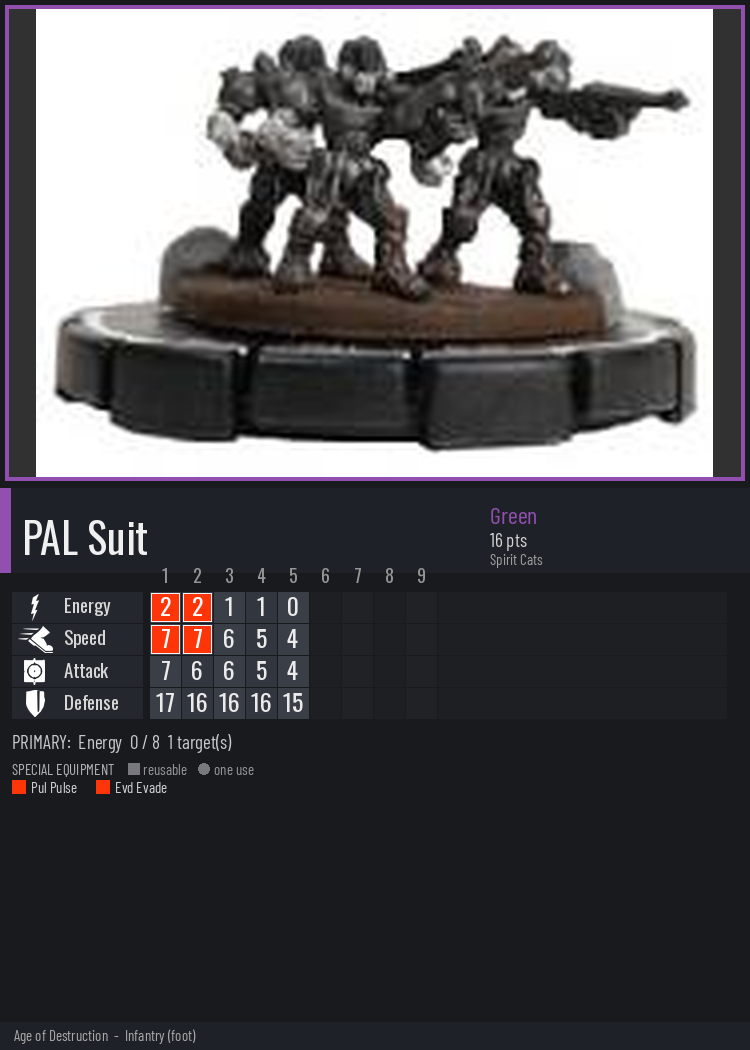 PAL Suit
Green
16 pts
Spirit Cats
1 2 3 4 5 6 7 8 9
Energy 2 2 1 1 0
Speed 7 7 6 5 4
Attack 7 6 6 5 4
Defense 17 16 16 16 15
PRIMARY: Energy 0 / 8 1 target(s)
SPECIAL EQUIPMENT reusable one use
Pul Pulse Evd Evade
Age of Destruction - Infantry (foot)